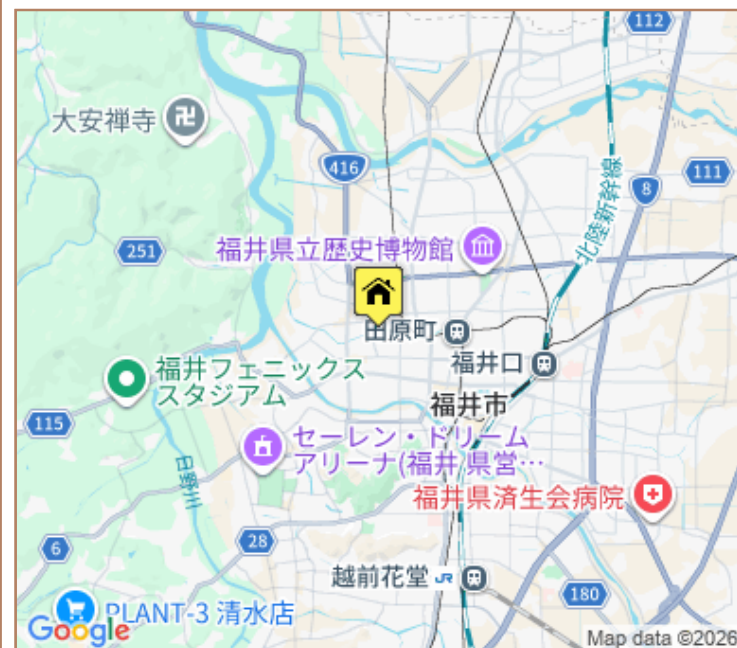 112
大安禅寺
416
111
8
北陸新幹線
251
福井県立歴史博物館
田原町
福井口
福井フェニックス
スタジアム
福井市
115
セーレン・ドリーム
アリーナ(福井県営…
日野川
福井県済生会病院
6
28
越前花堂
JR
180
PLANT-3 清水店
Google
Map data ©2026